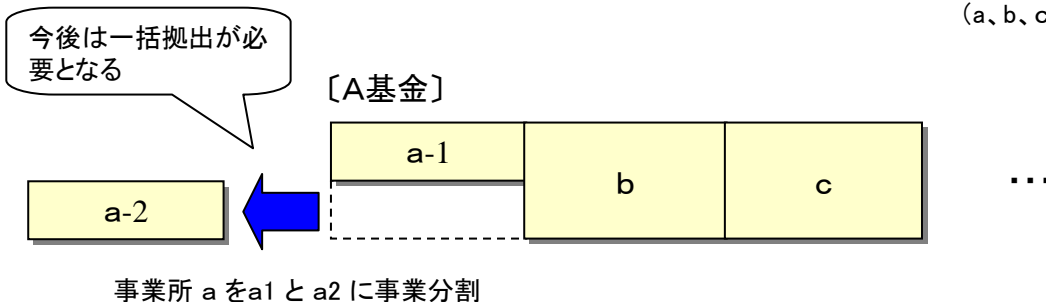 （a、b、c
今後は一括拠出が必
要となる
〔A基金〕
a-1
b
c
…
a-2
事業所 a をa1 と a2 に事業分割